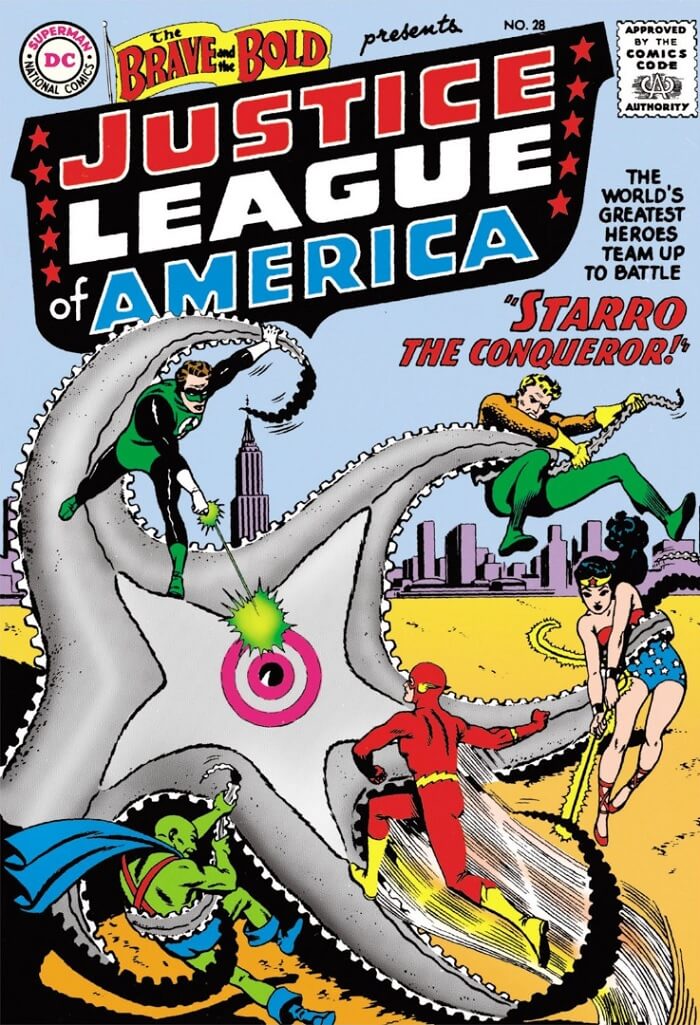 SUPERMAN
DC
NATIONAL COMICS
The
BRAVE and the BOLD
presents
NO. 28
APPROVED
BY THE
COMICS
CODE
CA
AUTHORITY
JUSTICE
LEAGUE
of AMERICA
THE
WORLD'S
GREATEST
HEROES
TEAM UP
TO BATTLE
"STARRO
THE CONQUEROR!"